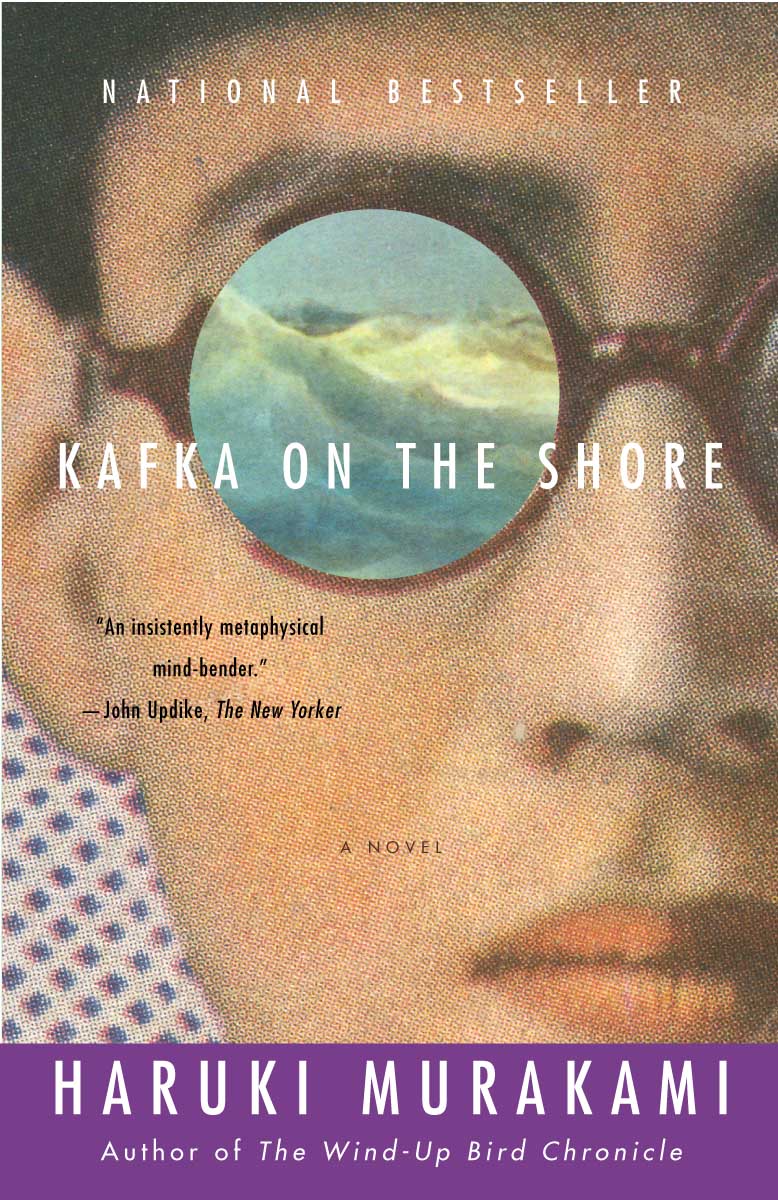 NATIONAL BESTSELLER
KAFKA ON THE SHORE
“An insistently metaphysical
mind-bender.”
—John Updike, The New Yorker
A NOVEL
HARUKI MURAKAMI
Author of The Wind-Up Bird Chronicle